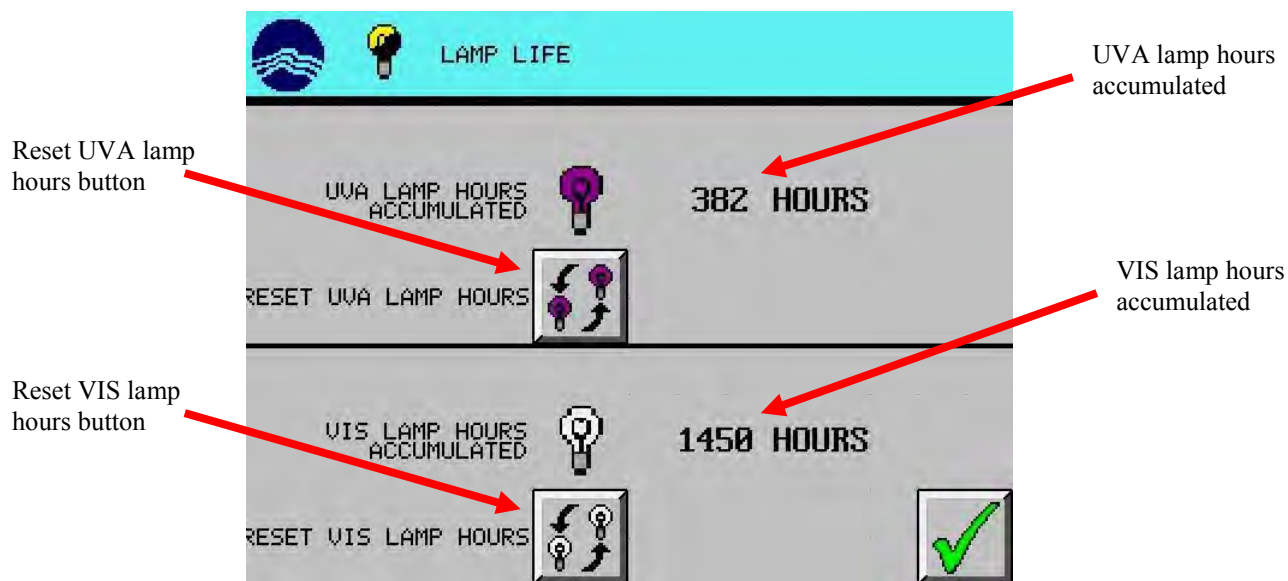 LAMP LIFE
UVA lamp hours
accumulated
Reset UVA lamp
hours button
UVA LAMP HOURS
ACCUMULATED
382 HOURS
RESET UVA LAMP HOURS
VIS lamp hours
accumulated
Reset VIS lamp
hours button
VIS LAMP HOURS
ACCUMULATED
1450 HOURS
RESET VIS LAMP HOURS